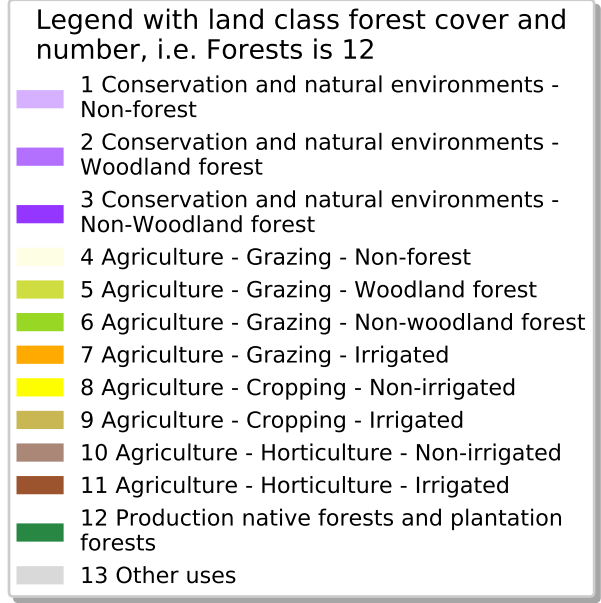 Legend with land class forest cover and
number, i.e. Forests is 12
1 Conservation and natural environments -
Non-forest
2 Conservation and natural environments -
Woodland forest
3 Conservation and natural environments -
Non-Woodland forest
4 Agriculture - Grazing - Non-forest
5 Agriculture - Grazing - Woodland forest
6 Agriculture - Grazing - Non-woodland forest
7 Agriculture - Grazing - Irrigated
8 Agriculture - Cropping - Non-irrigated
9 Agriculture - Cropping - Irrigated
10 Agriculture - Horticulture - Non-irrigated
11 Agriculture - Horticulture - Irrigated
12 Production native forests and plantation
forests
13 Other uses